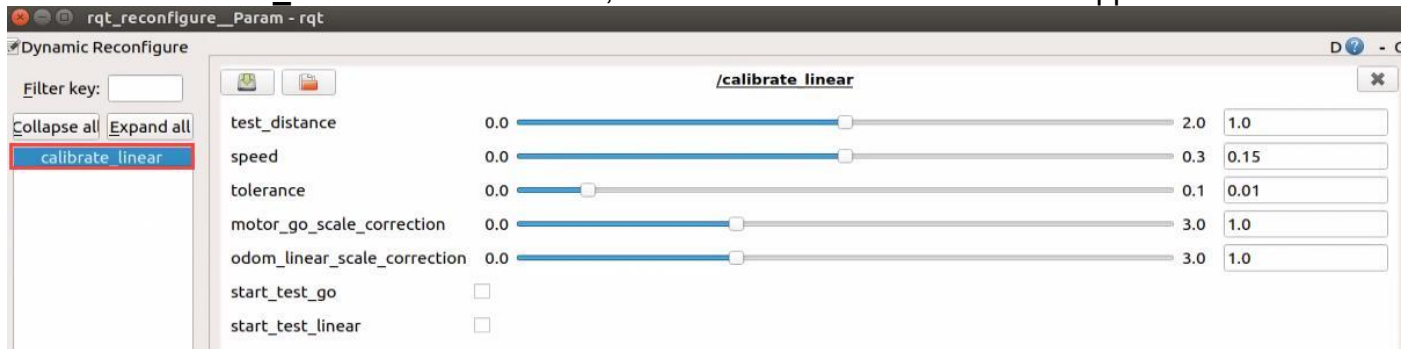 rqt_reconfigure__Param - rqt
Dynamic Reconfigure D -
Filter key: /calibrate_linear
Collapse all Expand all
calibrate_linear
test_distance 0.0 2.0 1.0
speed 0.0 0.3 0.15
tolerance 0.0 0.1 0.01
motor_go_scale_correction 0.0 3.0 1.0
odom_linear_scale_correction 0.0 3.0 1.0
start_test_go
start_test_linear